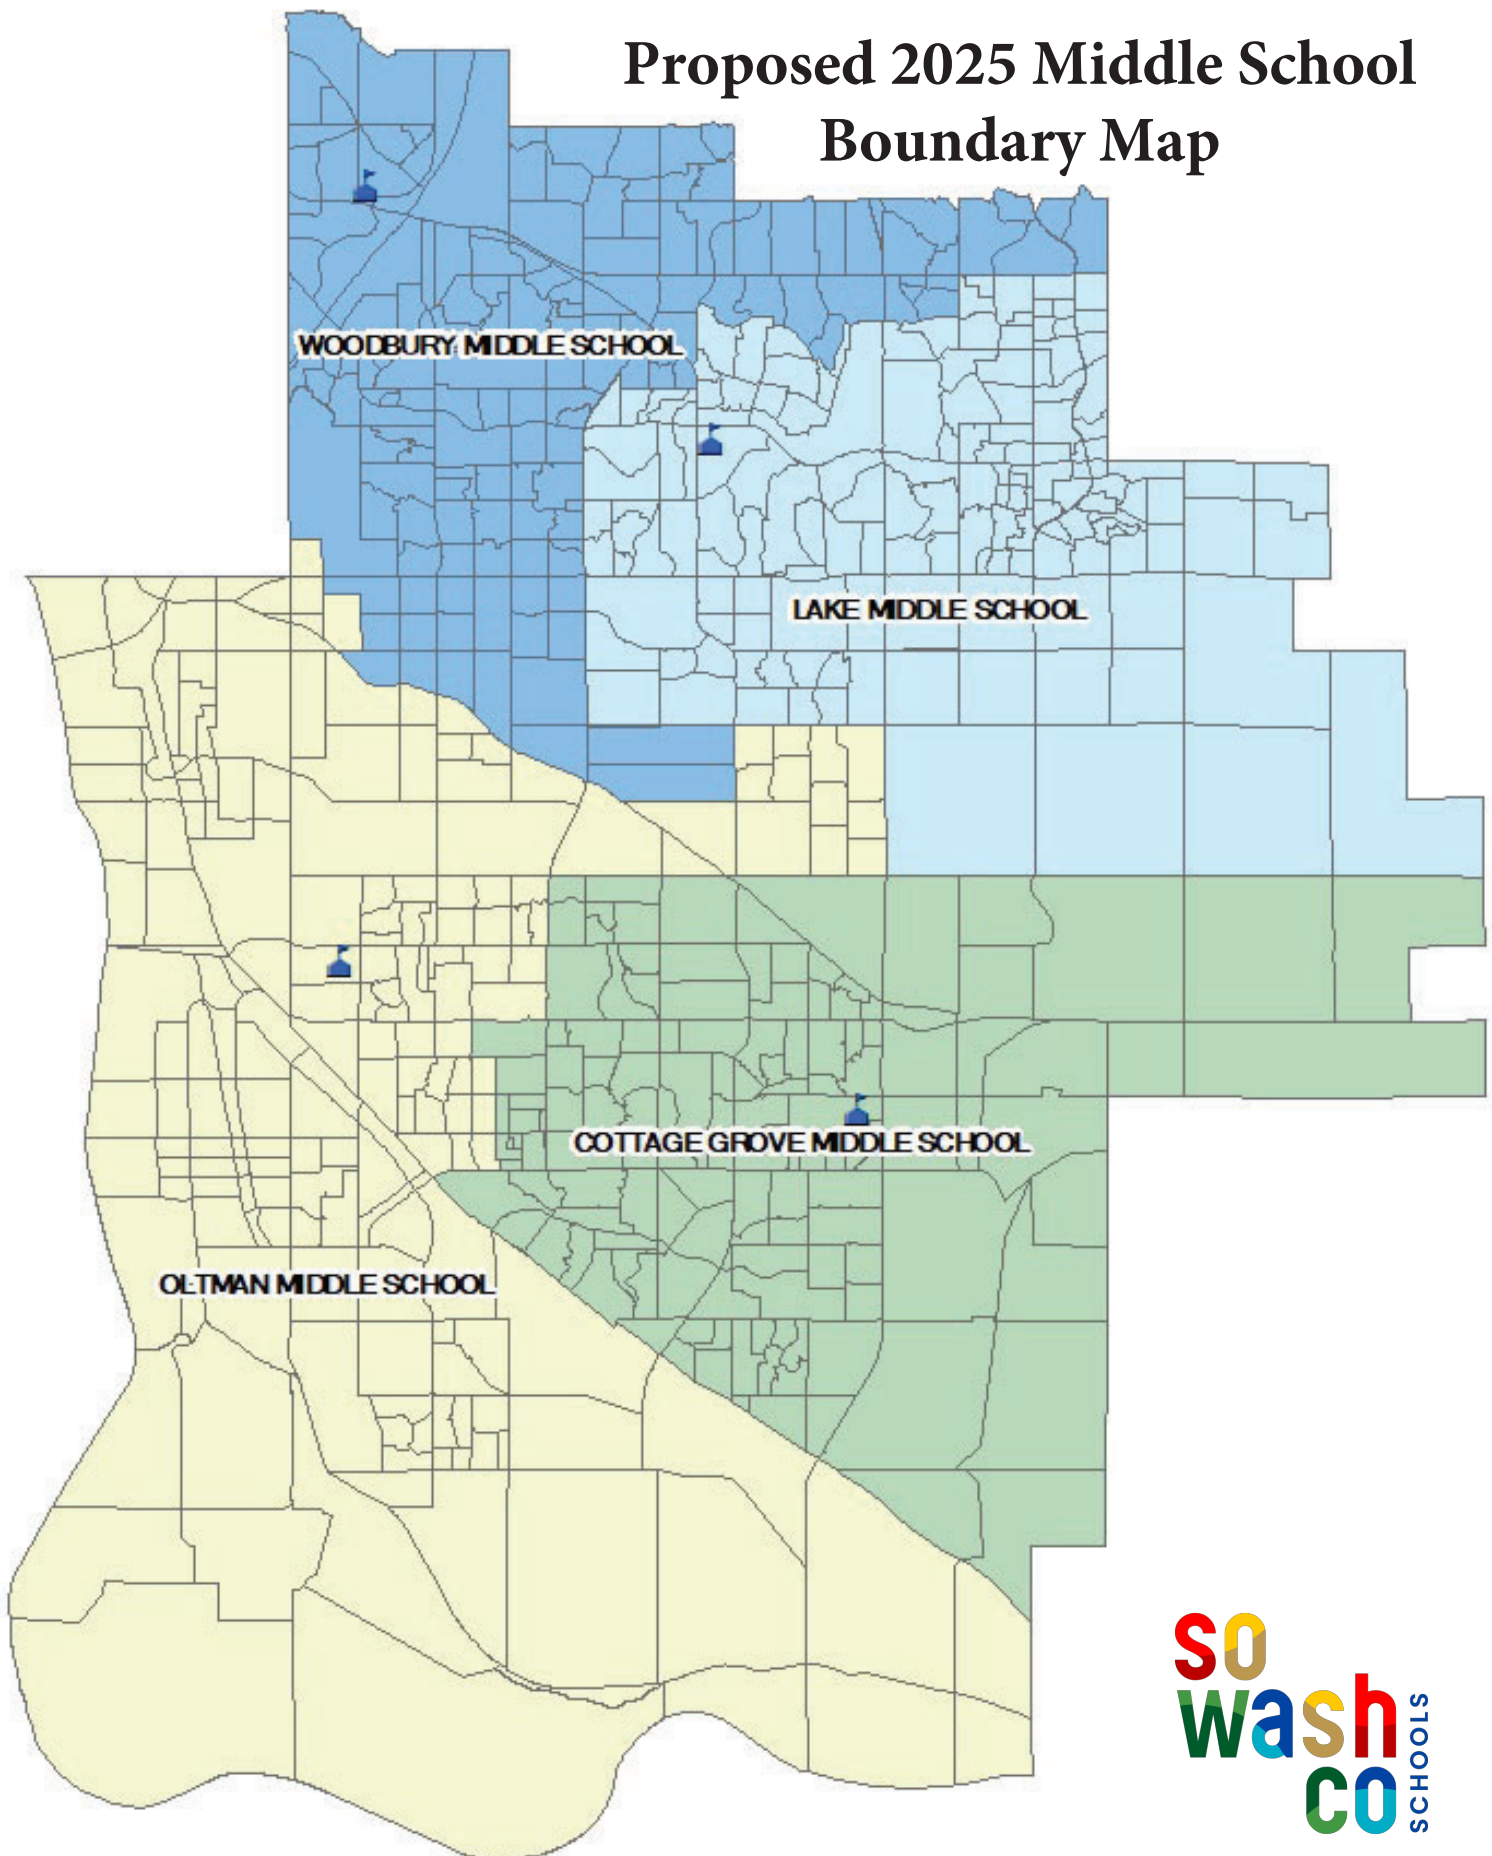 Proposed 2025 Middle School
Boundary Map
WOODBURY MIDDLE SCHOOL
LAKE MIDDLE SCHOOL
COTTAGE GROVE MIDDLE SCHOOL
OLTMAN MIDDLE SCHOOL
SO
wash
co
SCHOOLS